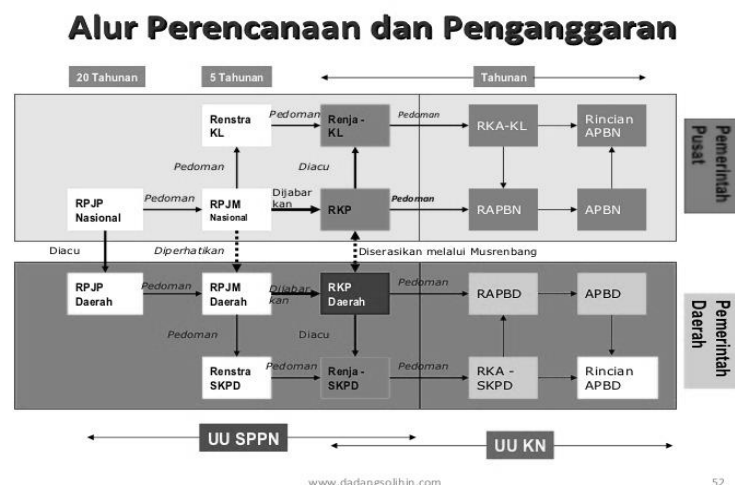 Alur Perencanaan dan Penganggaran
20 Tahunan
5 Tahunan
Tahunan
Renstra
KL
Pedoman
Renja -
KL
Pedoman
RKA-KL
Rincian
APBN
Pemerintah
Pusat
Pedoman
Diacu
RPJP
Nasional
Pedoman
RPJM
Nasional
Dijabar
kan
RKP
Pedoman
RAPBN
APBN
Diacu
Diperhatikan
Diserasikan melalui Musrenbang
RPJP
Daerah
Pedoman
RPJM
Daerah
Dijabar
kan
RKP
Daerah
Pedoman
RAPBD
APBD
Pemerintah
Daerah
Pedoman
Diacu
Renstra
SKPD
Pedoman
Renja -
SKPD
Pedoman
RKA -
SKPD
Rincian
APBD
UU SPPN
UU KN
www.dadangsolihin.com
52